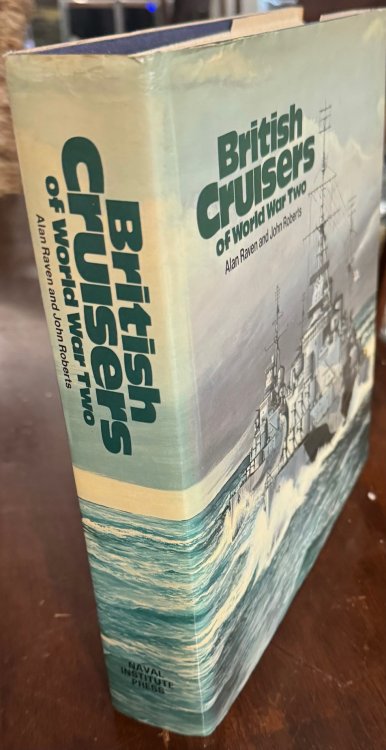 British
Cruisers
of World War Two
Alan Raven and John Roberts
British
Cruisers
of World War Two
Alan Raven and John Roberts
NAVAL
INSTITUTE
PRESS